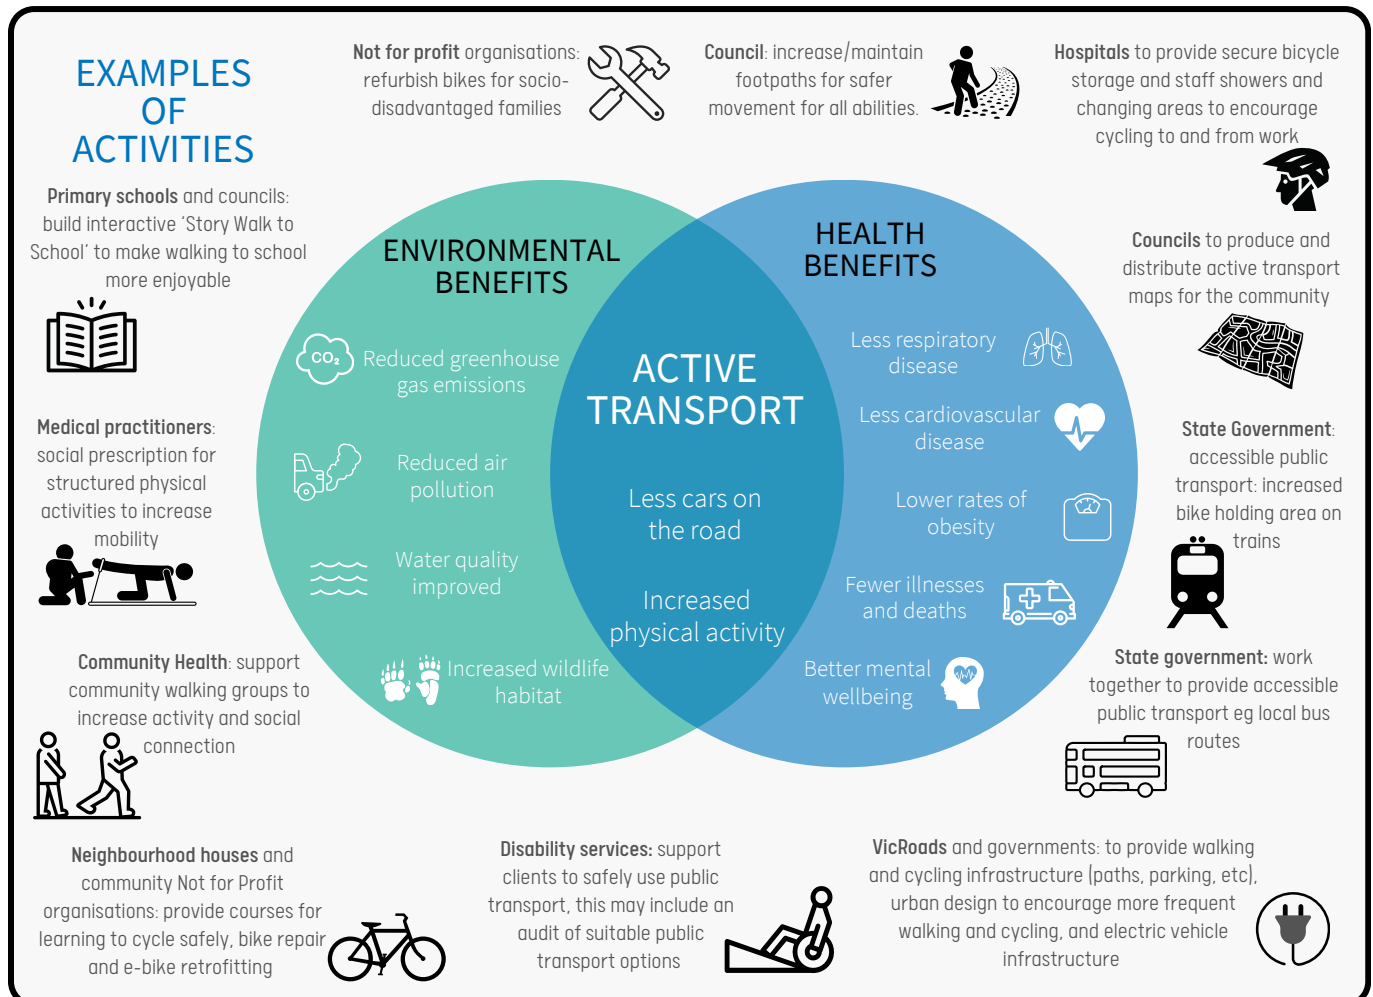 EXAMPLES
OF
ACTIVITIES
Not for profit organisations:
refurbish bikes for socio-
disadvantaged families
Council: increase/maintain
footpaths for safer
movement for all abilities.
Hospitals to provide secure bicycle
storage and staff showers and
changing areas to encourage
cycling to and from work
Primary schools and councils:
build interactive 'Story Walk to
School' to make walking to school
more enjoyable
Medical practitioners:
social prescription for
structured physical
activities to increase
mobility
Community Health: support
community walking groups to
increase activity and social
connection
Neighbourhood houses and
community Not for Profit
organisations: provide courses for
learning to cycle safely, bike repair
and e-bike retrofitting
ENVIRONMENTAL
BENEFITS
CO₂
Reduced greenhouse
gas emissions
Reduced air
pollution
Water quality
improved
Increased wildlife
habitat
ACTIVE
TRANSPORT
Less cars on
the road
Increased
physical activity
HEALTH
BENEFITS
Less respiratory
disease
Less cardiovascular
disease
Lower rates of
obesity
Fewer illnesses
and deaths
Better mental
wellbeing
Councils to produce and
distribute active transport
maps for the community
State Government:
accessible public
transport: increased
bike holding area on
trains
State government: work
together to provide accessible
public transport eg local bus
routes
Disability services: support
clients to safely use public
transport, this may include an
audit of suitable public
transport options
VicRoads and governments: to provide walking
and cycling infrastructure (paths, parking, etc),
urban design to encourage more frequent
walking and cycling, and electric vehicle
infrastructure